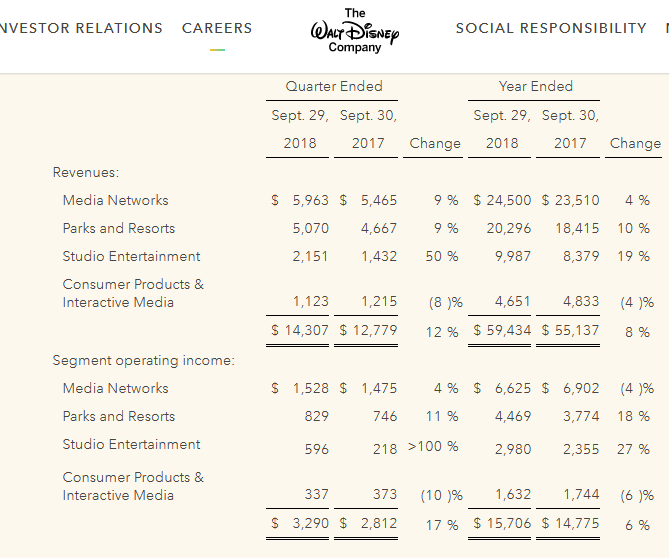 NVESTOR RELATIONS CAREERS The WALT DISNEY Company SOCIAL RESPONSIBILITY
Quarter Ended Year Ended
Sept. 29, Sept. 30, Sept. 29, Sept. 30,
2018 2017 Change 2018 2017 Change
Revenues:
Media Networks $ 5,963 $ 5,465 9 % $ 24,500 $ 23,510 4 %
Parks and Resorts 5,070 4,667 9 % 20,296 18,415 10 %
Studio Entertainment 2,151 1,432 50 % 9,987 8,379 19 %
Consumer Products &
Interactive Media 1,123 1,215 (8 )% 4,651 4,833 (4 )%
$ 14,307 $ 12,779 12 % $ 59,434 $ 55,137 8 %
Segment operating income:
Media Networks $ 1,528 $ 1,475 4 % $ 6,625 $ 6,902 (4 )%
Parks and Resorts 829 746 11 % 4,469 3,774 18 %
Studio Entertainment 596 218 >100 % 2,980 2,355 27 %
Consumer Products &
Interactive Media 337 373 (10 )% 1,632 1,744 (6 )%
$ 3,290 $ 2,812 17 % $ 15,706 $ 14,775 6 %